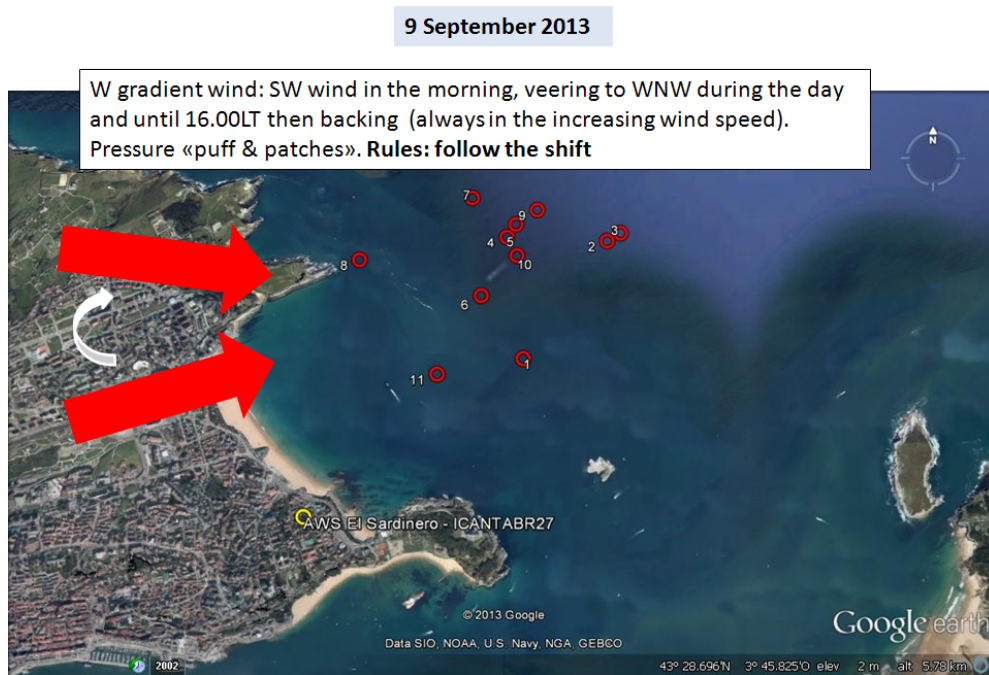 9 September 2013
W gradient wind: SW wind in the morning, veering to WNW during the day
and until 16.00LT then backing (always in the increasing wind speed).
Pressure «puff & patches». Rules: follow the shift
N
7
9
4
5
3
2
8
10
6
1
11
AWS El Sardinero - ICANTABR27
© 2013 Google
Data SIO, NOAA, U.S. Navy, NGA, GEBCO
Google earth
2002
43° 28.696'N 3° 45.825'O elev 2 m alt 5.78 km